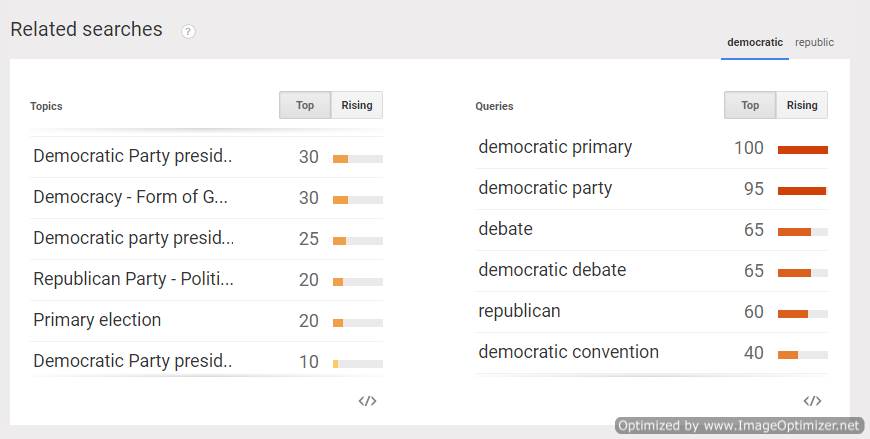 Related searches ?
democratic republic
Topics Top Rising
Democratic Party presid.. 30
Democracy - Form of G... 30
Democratic party presid... 25
Republican Party - Politi... 20
Primary election 20
Democratic Party presid.. 10
</>
Queries Top Rising
democratic primary 100
democratic party 95
debate 65
democratic debate 65
republican 60
democratic convention 40
</>
Optimized by www.ImageOptimizer.net